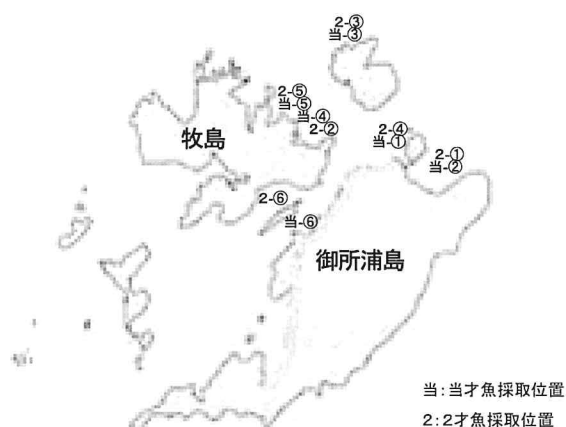 2-③
当-③
2-⑤
当-⑤
当-④
2-②
2-④
当-①
2-①
当-②
牧島
2-⑥
当-⑥
御所浦島
当:当才魚採取位置
2:2才魚採取位置